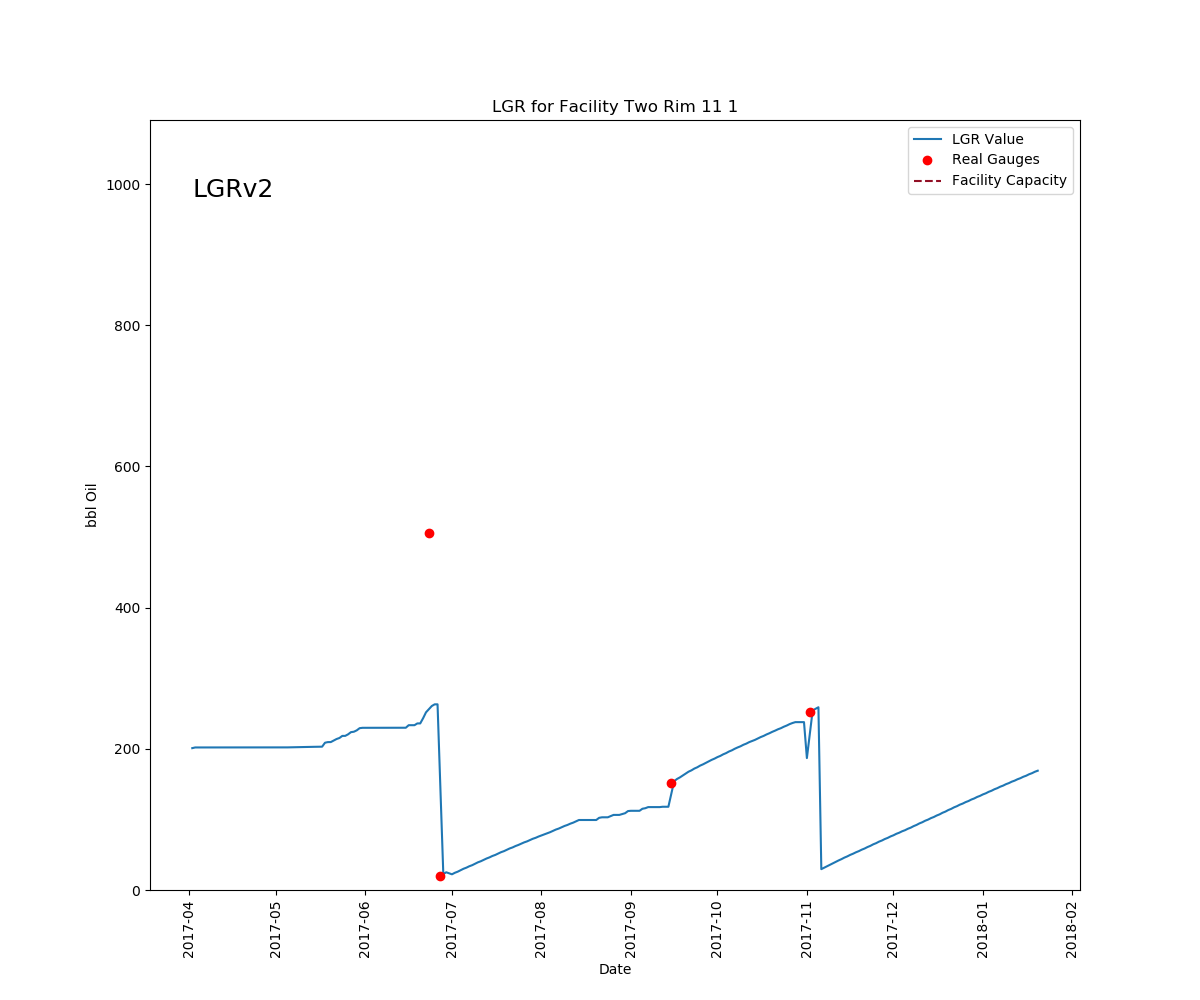 LGR for Facility Two Rim 11 1
LGR Value
Real Gauges
Facility Capacity
LGRv2
1000
800
600
400
200
0
bbl Oil
2017-04
2017-05
2017-06
2017-07
2017-08
2017-09
2017-10
2017-11
2017-12
2018-01
2018-02
Date